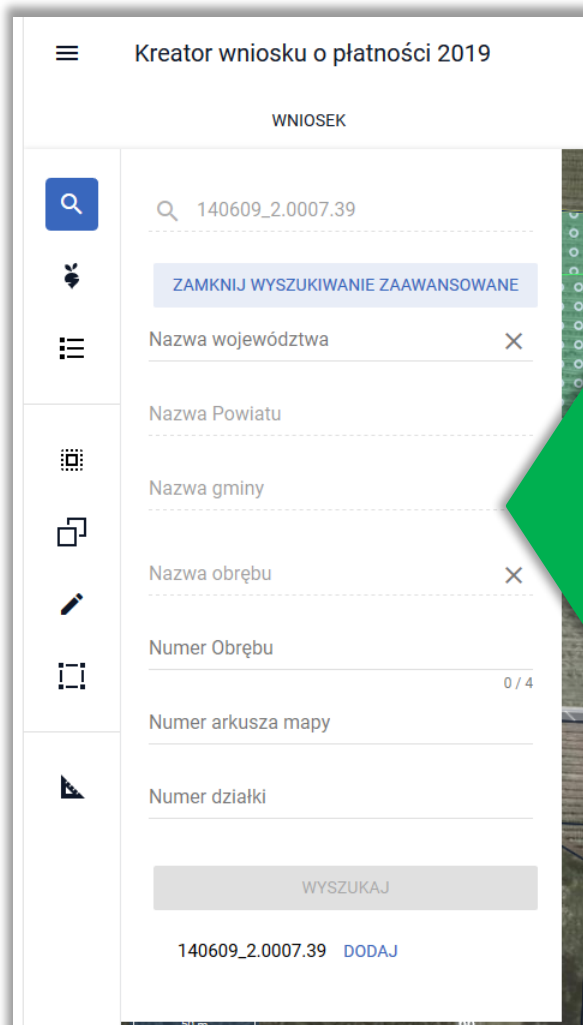 Kreator wniosku o płatności 2019
WNIOSEK
140609_2.0007.39
ZAMKNIJ WYSZUKIWANIE ZAAWANSOWANE
Nazwa województwa
Nazwa Powiatu
Nazwa gminy
Nazwa obrębu
Numer Obrębu
0 / 4
Numer arkusza mapy
Numer działki
WYSZUKAJ
140609_2.0007.39 DODAJ